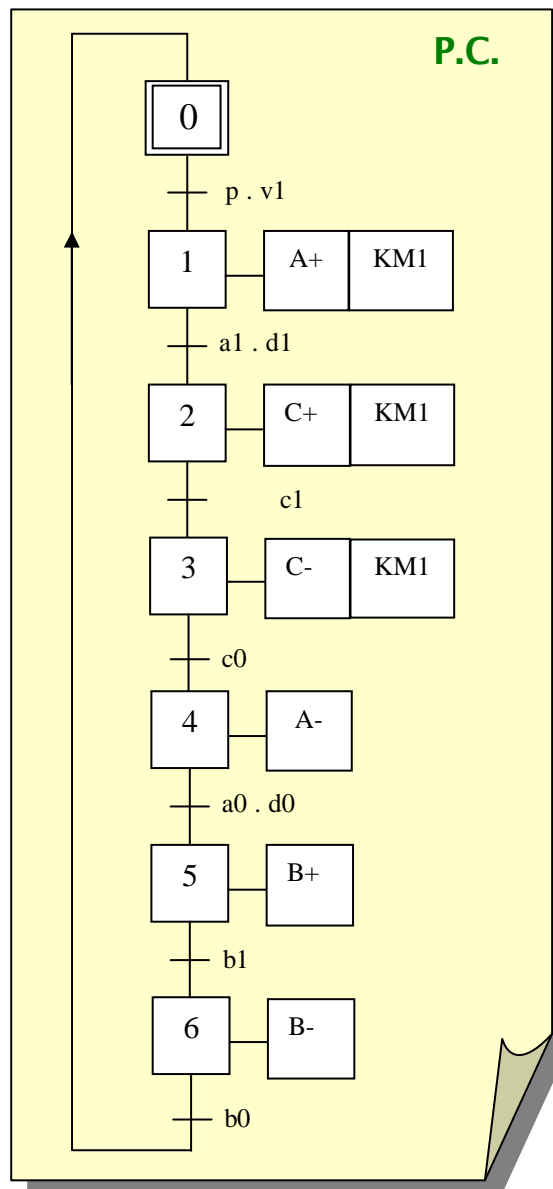 P.C.
0
p . v1
1 A+ KM1
a1 . d1
2 C+ KM1
c1
3 C- KM1
c0
4 A-
a0 . d0
5 B+
b1
6 B-
b0